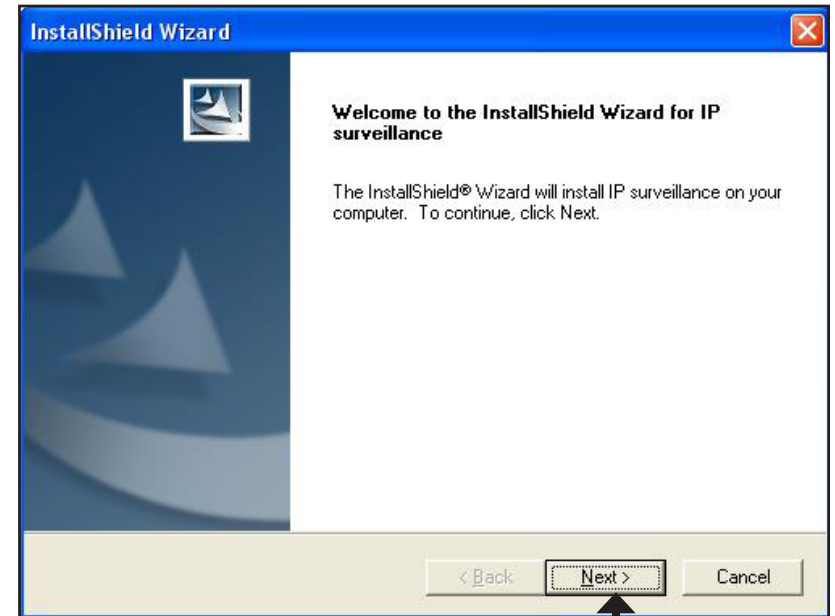 InstallShield Wizard
Welcome to the InstallShield Wizard for IP
surveillance
The InstallShield® Wizard will install IP surveillance on your
computer.  To continue, click Next.
< Back
Next >
Cancel